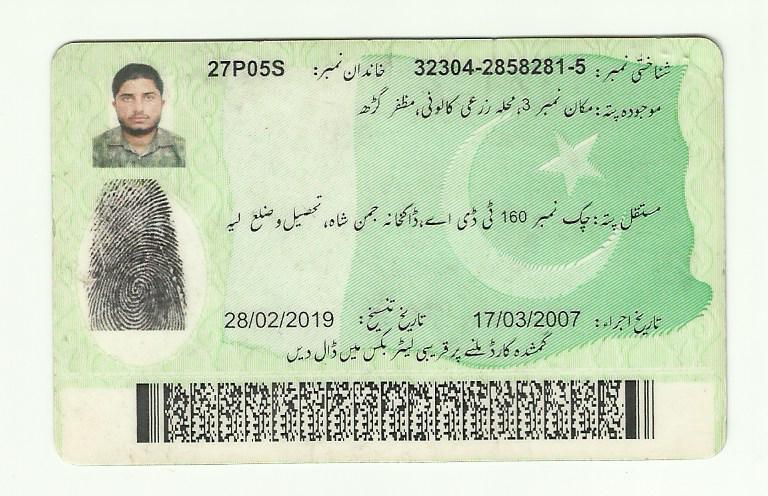 شناختی نمبر: 32304-2858281-5 خاندان نمبر: 27P05S
موجودہ پتہ: مکان نمبر 3، محلہ زرعی کالونی، مظفر گڑھ
مستقل پتہ: چک نمبر 160 ٹی ڈی اے، ڈاکخانہ جمن شاہ، تحصیل و ضلع لیہ
تاریخ اجراء: 17/03/2007 تاریخ تنسیخ: 28/02/2019
گمشدہ کارڈ ملنے پر قریبی لیٹر بکس میں ڈال دیں